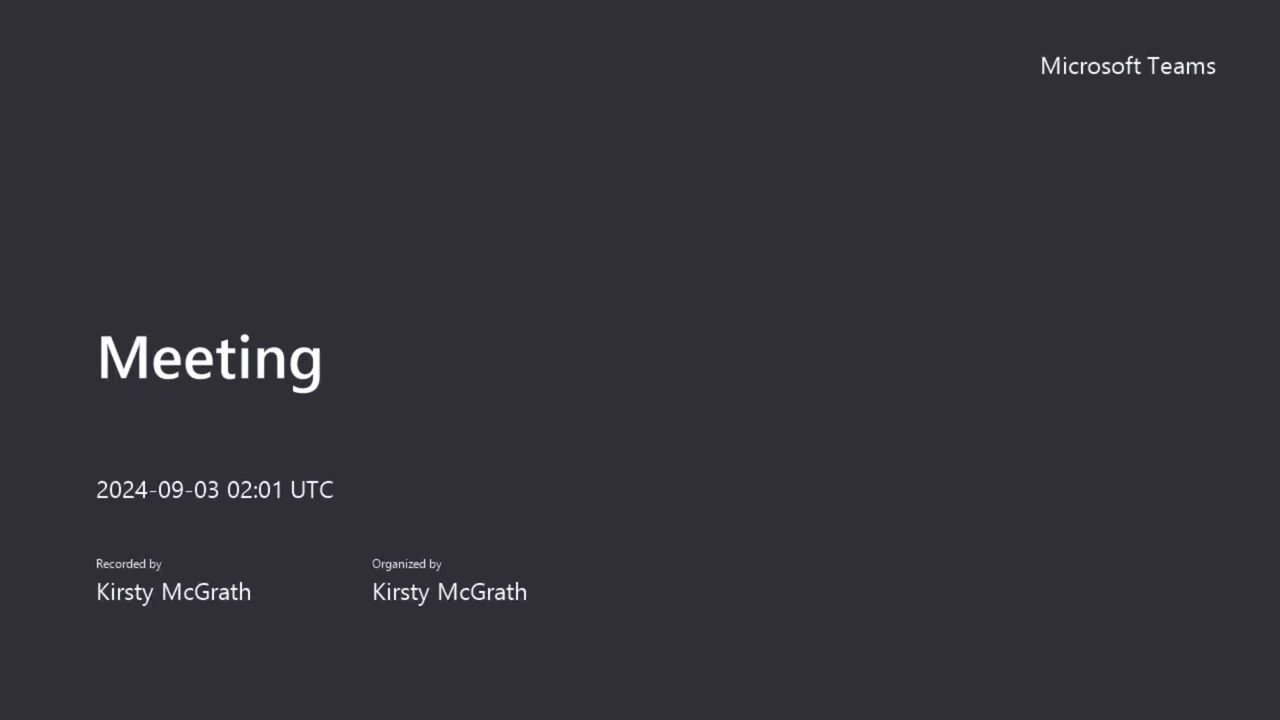 Microsoft Teams
Meeting
2024-09-03 02:01 UTC
Recorded by
Kirsty McGrath
Organized by
Kirsty McGrath